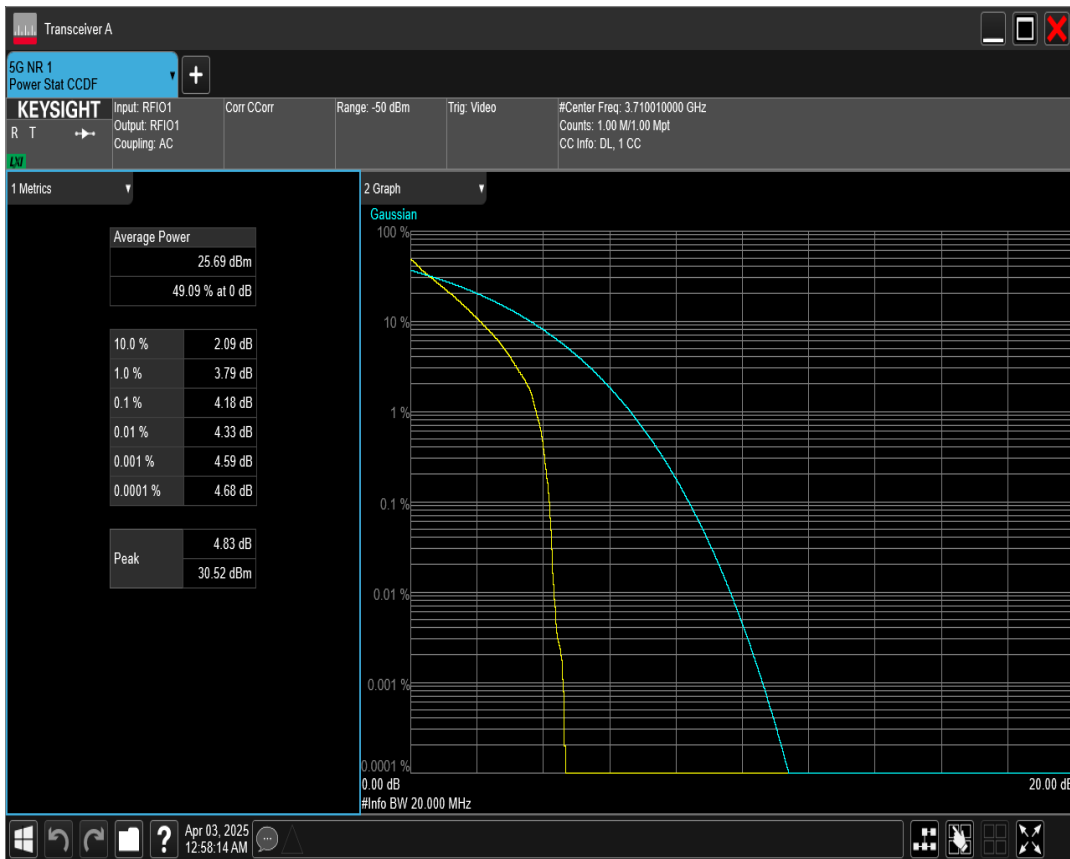 Transceiver A
5G NR 1
Power Stat CCDF
KEYSIGHT
R T
LXI
Input: RFIO1
Output: RFIO1
Coupling: AC
Corr CCorr
Range: -50 dBm
Trig: Video
#Center Freq: 3.710010000 GHz
Counts: 1.00 M/1.00 Mpt
CC Info: DL, 1 CC
1 Metrics
Average Power
25.69 dBm
49.09 % at 0 dB
10.0 % 2.09 dB
1.0 % 3.79 dB
0.1 % 4.18 dB
0.01 % 4.33 dB
0.001 % 4.59 dB
0.0001 % 4.68 dB
Peak
4.83 dB
30.52 dBm
2 Graph
Gaussian
100 %
10 %
1 %
0.1 %
0.01 %
0.001 %
0.0001 %
0.00 dB 20.00 dB
#Info BW 20.000 MHz
?
Apr 03, 2025
12:58:14 AM